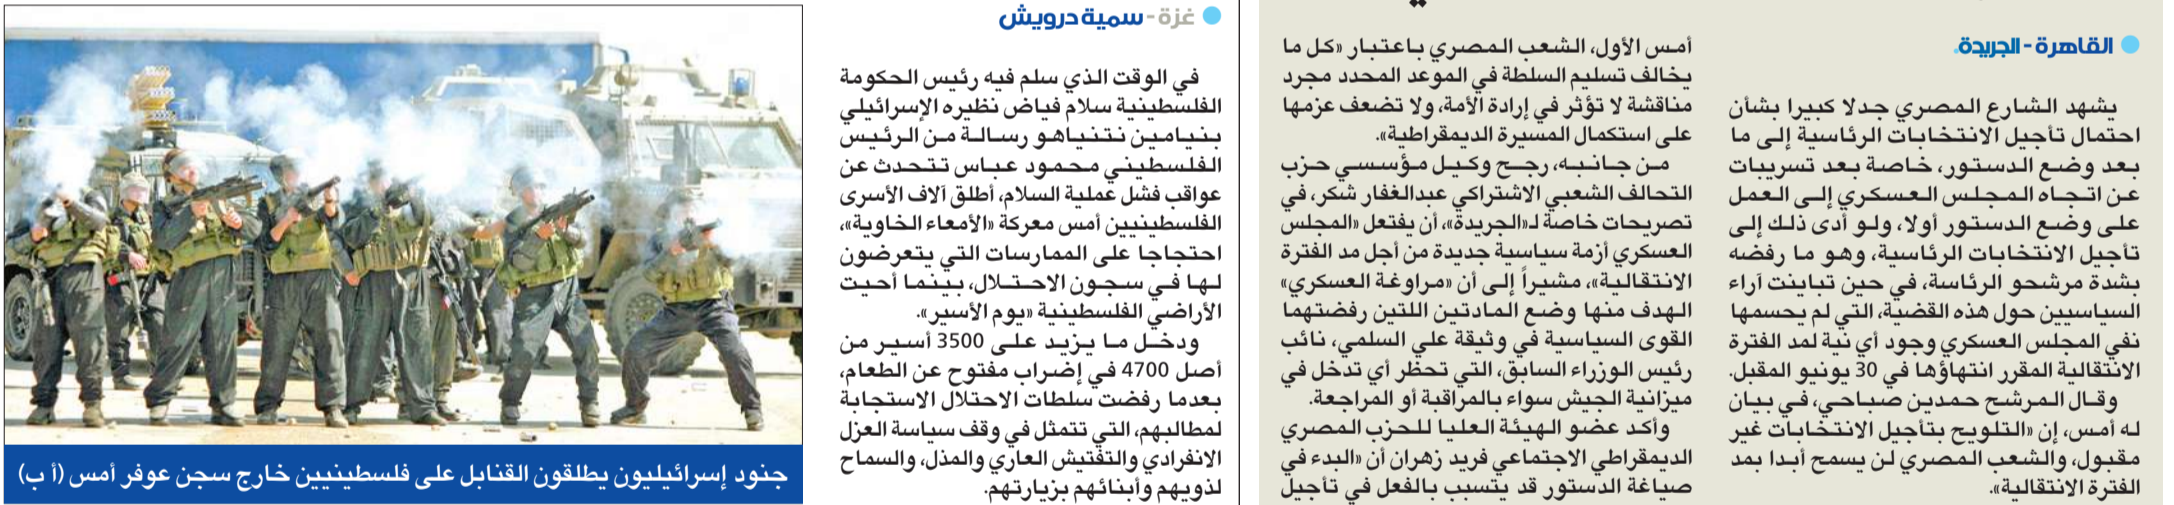 القاهرة - الجريدة
يشهد الشارع المصري جدلا كبيرا بشأن
احتمال تأجيل الانتخابات الرئاسية إلى ما
بعد وضع الدستور، خاصة بعد تسريبات
عن اتجاه المجلس العسكري إلى العمل
على وضع الدستور أولا، ولو أدى ذلك إلى
تأجيل الانتخابات الرئاسية، وهو ما رفضه
بشدة مرشحو الرئاسة، في حين تباينت آراء
السياسيين حول هذه القضية، التي لم يحسمها
نفي المجلس العسكري وجود أي نية لمد الفترة
الانتقالية المقرر انتهاؤها في 30 يونيو المقبل.
وقال المرشح حمدين صباحي، في بيان
له أمس، إن «التلويح بتأجيل الانتخابات غير
مقبول، والشعب المصري لن يسمح أبدا بمد
الفترة الانتقالية».
أمس الأول، الشعب المصري باعتبار «كل ما
يخالف تسليم السلطة في الموعد المحدد مجرد
مناقشة لا تؤثر في إرادة الأمة، ولا تضعف عزمها
على استكمال المسيرة الديمقراطية».
من جانبه، رجح وكيل مؤسسي حزب
التحالف الشعبي الاشتراكي عبدالغفار شكر، في
تصريحات خاصة لـ«الجريدة»، أن يفتعل «المجلس
العسكري أزمة سياسية جديدة من أجل مد الفترة
الانتقالية»، مشيراً إلى أن «مراوغة العسكري»
الهدف منها وضع المادتين اللتين رفضتهما
القوى السياسية في وثيقة علي السلمي، نائب
رئيس الوزراء السابق، التي تحظر أي تدخل في
ميزانية الجيش سواء بالمراقبة أو المراجعة.
وأكد عضو الهيئة العليا للحزب المصري
الديمقراطي الاجتماعي فريد زهران أن «البدء في
صياغة الدستور قد يتسبب بالفعل في تأجيل
غزة - سمية درويش
في الوقت الذي سلم فيه رئيس الحكومة
الفلسطينية سلام فياض نظيره الإسرائيلي
بنيامين نتنياهو رسالة من الرئيس
الفلسطيني محمود عباس تتحدث عن
عواقب فشل عملية السلام، أطلق آلاف الأسرى
الفلسطينيين أمس معركة «الأمعاء الخاوية»،
احتجاجا على الممارسات التي يتعرضون
لها في سجون الاحتلال، بينما أحيت
الأراضي الفلسطينية «يوم الأسير».
ودخل ما يزيد على 3500 أسير من
أصل 4700 في إضراب مفتوح عن الطعام،
بعدما رفضت سلطات الاحتلال الاستجابة
لمطالبهم، التي تتمثل في وقف سياسة العزل
الانفرادي والتفتيش العاري والمذل، والسماح
لذويهم وأبنائهم بزيارتهم.
جنود إسرائيليون يطلقون القنابل على فلسطينيين خارج سجن عوفر أمس (أ ب)